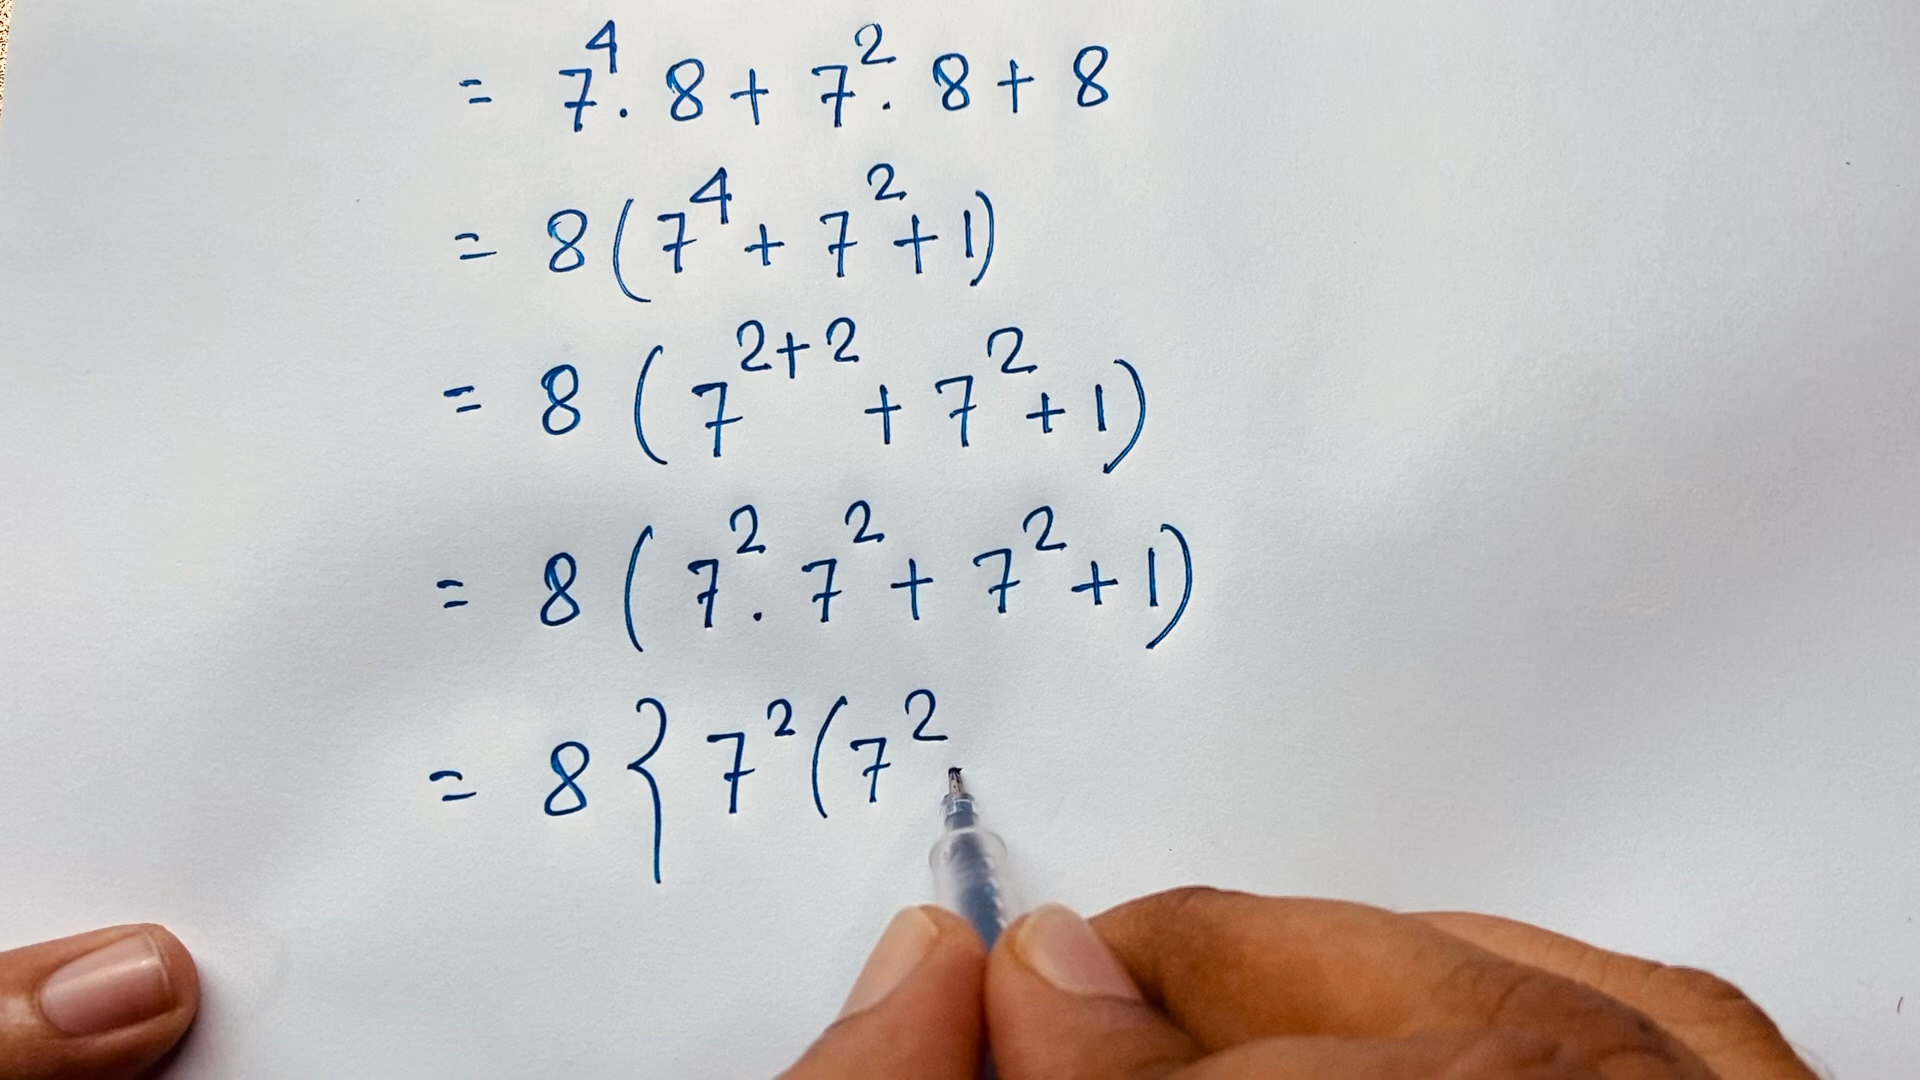 = 7⁴. 8 + 7². 8 + 8
= 8 (7⁴ + 7² + 1)
= 8 (7²⁺² + 7² + 1)
= 8 (7². 7² + 7² + 1)
= 8 { 7² (7²